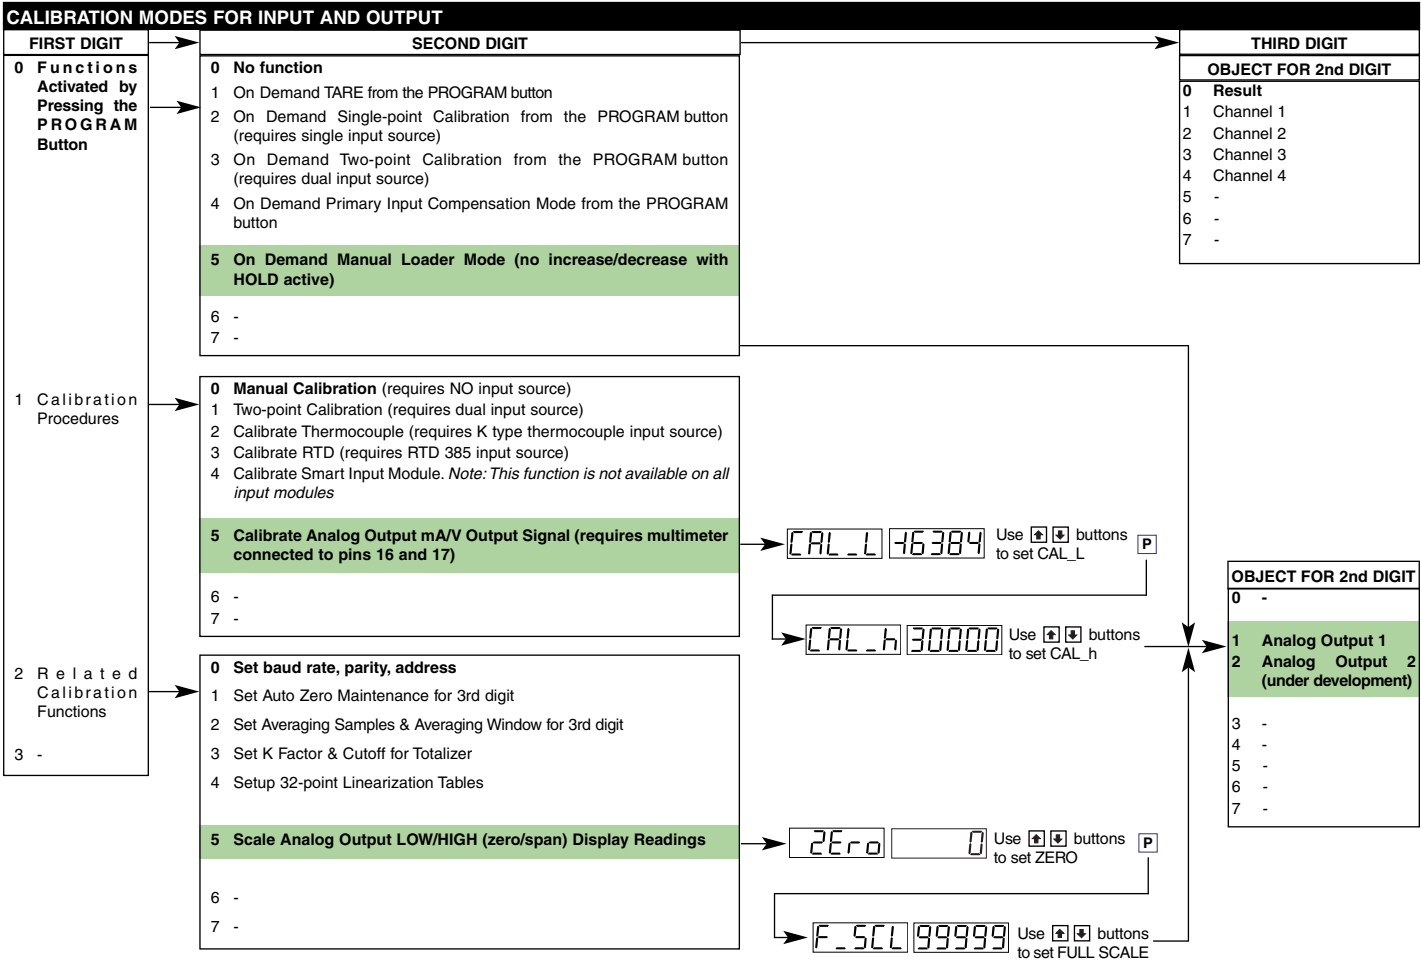 CALIBRATION MODES FOR INPUT AND OUTPUT
FIRST DIGIT
SECOND DIGIT
THIRD DIGIT
0 Functions
Activated by
Pressing the
PROGRAM
Button
0 No function
1 On Demand TARE from the PROGRAM button
2 On Demand Single-point Calibration from the PROGRAM button
(requires single input source)
3 On Demand Two-point Calibration from the PROGRAM button
(requires dual input source)
4 On Demand Primary Input Compensation Mode from the PROGRAM
button
5 On Demand Manual Loader Mode (no increase/decrease with
HOLD active)
6 -
7 -
OBJECT FOR 2nd DIGIT
0 Result
1 Channel 1
2 Channel 2
3 Channel 3
4 Channel 4
5 -
6 -
7 -
1 Calibration
Procedures
0 Manual Calibration (requires NO input source)
1 Two-point Calibration (requires dual input source)
2 Calibrate Thermocouple (requires K type thermocouple input source)
3 Calibrate RTD (requires RTD 385 input source)
4 Calibrate Smart Input Module. Note: This function is not available on all
input modules
5 Calibrate Analog Output mA/V Output Signal (requires multimeter
connected to pins 16 and 17)
6 -
7 -
CAL_L -16384 Use buttons P
to set CAL_L
CAL_h 30000 Use buttons
to set CAL_h
2 Related
Calibration
Functions
3 -
0 Set baud rate, parity, address
1 Set Auto Zero Maintenance for 3rd digit
2 Set Averaging Samples & Averaging Window for 3rd digit
3 Set K Factor & Cutoff for Totalizer
4 Setup 32-point Linearization Tables
5 Scale Analog Output LOW/HIGH (zero/span) Display Readings
6 -
7 -
ZEro 0 Use buttons P
to set ZERO
F_SCL 99999 Use buttons
to set FULL SCALE
OBJECT FOR 2nd DIGIT
0 -
1 Analog Output 1
2 Analog Output 2
(under development)
3 -
4 -
5 -
6 -
7 -